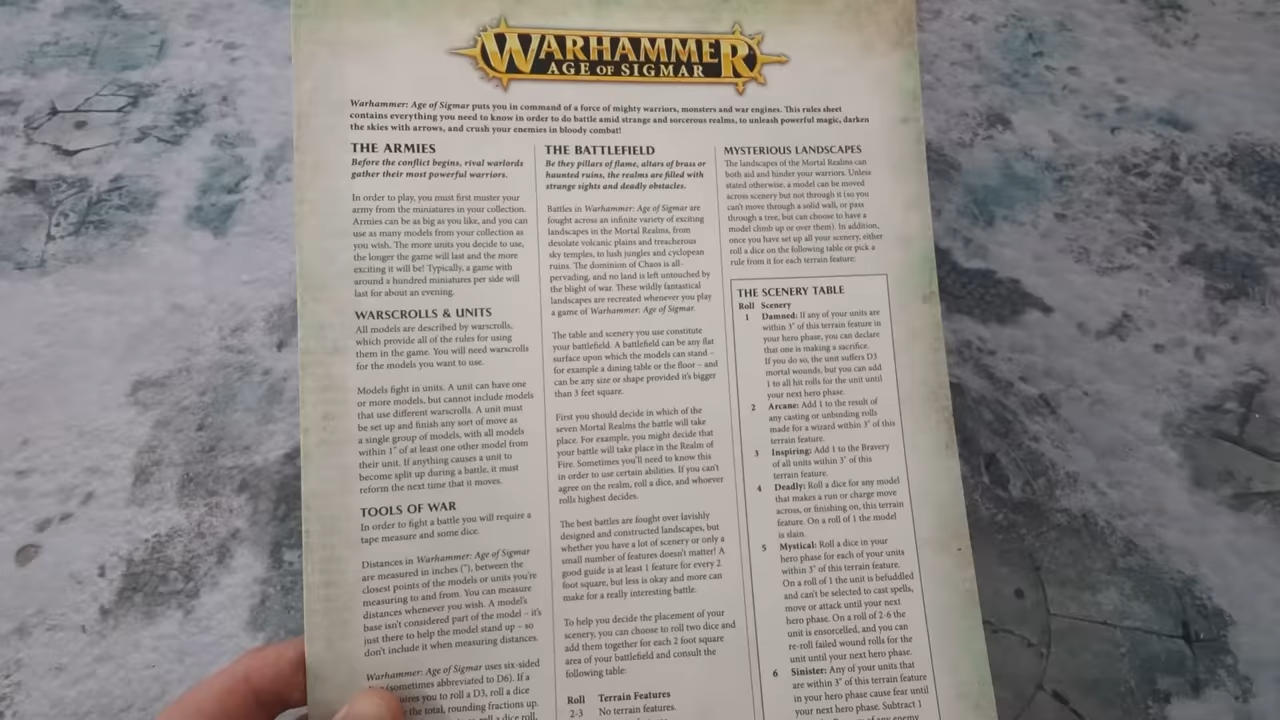 WARHAMMER
AGE OF SIGMAR
Warhammer: Age of Sigmar puts you in command of a force of mighty warriors, monsters and war engines. This rules sheet
contains everything you need to know in order to do battle amid strange and sorcerous realms, to unleash powerful magic, darken
the skies with arrows, and crush your enemies in bloody combat!
THE ARMIES
Before the conflict begins, rival warlords
gather their most powerful warriors.
In order to play, you must first muster your
army from the miniatures in your collection.
Armies can be as big as you like, and you can
use as many models from your collection as
you wish. The more units you decide to use,
the longer the game will last and the more
exciting it will be! Typically, a game with
around a hundred miniatures per side will
last for about an evening.
WARSCROLLS & UNITS
All models are described by warscrolls,
which provide all of the rules for using
them in the game. You will need warscrolls
for the models you want to use.
Models fight in units. A unit can have one
or more models, but cannot include models
that use different warscrolls. A unit must
be set up and finish any sort of move as
a single group of models, with all models
within 1" of at least one other model from
their unit. If anything causes a unit to
become split up during a battle, it must
reform the next time that it moves.
TOOLS OF WAR
In order to fight a battle you will require a
tape measure and some dice.
Distances in Warhammer: Age of Sigmar
are measured in inches ("), between the
closest points of the models or units you're
measuring to and from. You can measure
distances whenever you wish. A model's
base isn't considered part of the model – it's
just there to help the model stand up – so
don't include it when measuring distances.
Warhammer: Age of Sigmar uses six-sided
(sometimes abbreviated to D6). If a
you to roll a D3, roll a dice
the total, rounding fractions up.
a dice roll,
THE BATTLEFIELD
Be they pillars of flame, altars of brass or
haunted ruins, the realms are filled with
strange sights and deadly obstacles.
Battles in Warhammer: Age of Sigmar are
fought across an infinite variety of exciting
landscapes in the Mortal Realms, from
desolate volcanic plains and treacherous
sky temples, to lush jungles and cyclopean
ruins. The dominion of Chaos is all-
pervading, and no land is left untouched by
the blight of war. These wildly fantastical
landscapes are recreated whenever you play
a game of Warhammer: Age of Sigmar.
The table and scenery you use constitute
your battlefield. A battlefield can be any flat
surface upon which the models can stand –
for example a dining table or the floor – and
can be any size or shape provided it's bigger
than 3 feet square.
First you should decide in which of the
seven Mortal Realms the battle will take
place. For example, you might decide that
your battle will take place in the Realm of
Fire. Sometimes you'll need to know this
in order to use certain abilities. If you can't
agree on the realm, roll a dice, and whoever
rolls highest decides.
The best battles are fought over lavishly
designed and constructed landscapes, but
whether you have a lot of scenery or only a
small number of features doesn't matter! A
good guide is at least 1 feature for every 2
foot square, but less is okay and more can
make for a really interesting battle.
To help you decide the placement of your
scenery, you can choose to roll two dice and
add them together for each 2 foot square
area of your battlefield and consult the
following table:
Roll Terrain Features
2-3 No terrain features.
MYSTERIOUS LANDSCAPES
The landscapes of the Mortal Realms can
both aid and hinder your warriors. Unless
stated otherwise, a model can be moved
across scenery but not through it (so you
can't move through a solid wall, or pass
through a tree, but can choose to have a
model climb up or over them). In addition,
once you have set up all your scenery, either
roll a dice on the following table or pick a
rule from it for each terrain feature:
THE SCENERY TABLE
Roll Scenery
1 Damned: If any of your units are
within 3" of this terrain feature in
your hero phase, you can declare
that one is making a sacrifice.
If you do so, the unit suffers D3
mortal wounds, but you can add
1 to all hit rolls for the unit until
your next hero phase.
2 Arcane: Add 1 to the result of
any casting or unbinding rolls
made for a wizard within 3" of this
terrain feature.
3 Inspiring: Add 1 to the Bravery
of all units within 3" of this
terrain feature.
4 Deadly: Roll a dice for any model
that makes a run or charge move
across, or finishing on, this terrain
feature. On a roll of 1 the model
is slain.
5 Mystical: Roll a dice in your
hero phase for each of your units
within 3" of this terrain feature.
On a roll of 1 the unit is befuddled
and can't be selected to cast spells,
move or attack until your next
hero phase. On a roll of 2-6 the
unit is ensorcelled, and you can
re-roll failed wound rolls for the
unit until your next hero phase.
6 Sinister: Any of your units that
are within 3" of this terrain feature
in your hero phase cause fear until
your next hero phase. Subtract 1
of any enemy